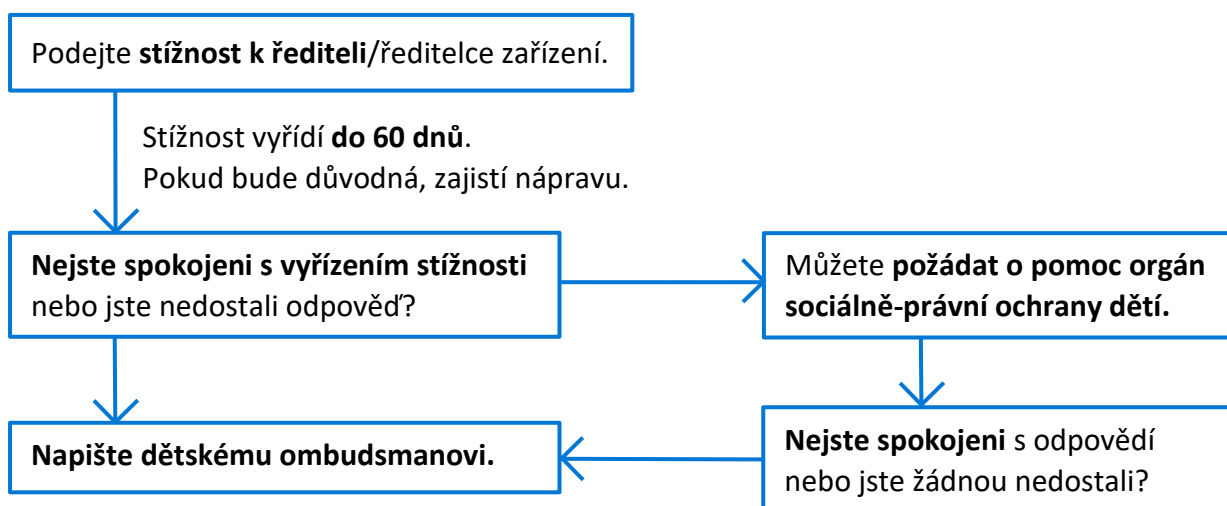 Podejte stížnost k řediteli/ředitelce zařízení.
Stížnost vyřídí do 60 dnů.
Pokud bude důvodná, zajistí nápravu.
Nejste spokojeni s vyřízením stížnosti
nebo jste nedostali odpověď?
Můžete požádat o pomoc orgán
sociálně-právní ochrany dětí.
Napište dětskému ombudsmanovi.
Nejste spokojeni s odpovědí
nebo jste žádnou nedostali?